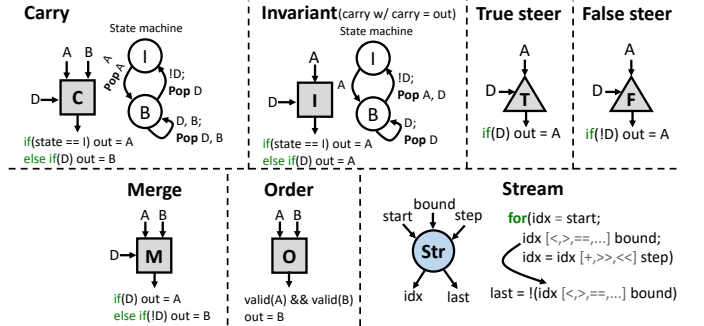 Carry
State machine
A B
D
C
if(state == I) out = A
else if(D) out = B
A
Pop A
I
!D;
Pop D
B
D, B;
Pop D, B
Invariant(carry w/ carry = out)
State machine
A
D
I
if(state == I) out = A
else if(D) out = A
A
I
!D;
Pop A, D
B
D;
Pop D
True steer
A
D
T
if(D) out = A
False steer
A
D
F
if(!D) out = A
Merge
A B
D
M
if(D) out = A
else if(!D) out = B
Order
A B
O
valid(A) && valid(B)
out = B
Stream
bound
start
step
Str
idx
last
for(idx = start;
idx [<,>,==,...] bound;
idx = idx [+,>>,<<] step)
last = !(idx [<,>,==,...] bound)